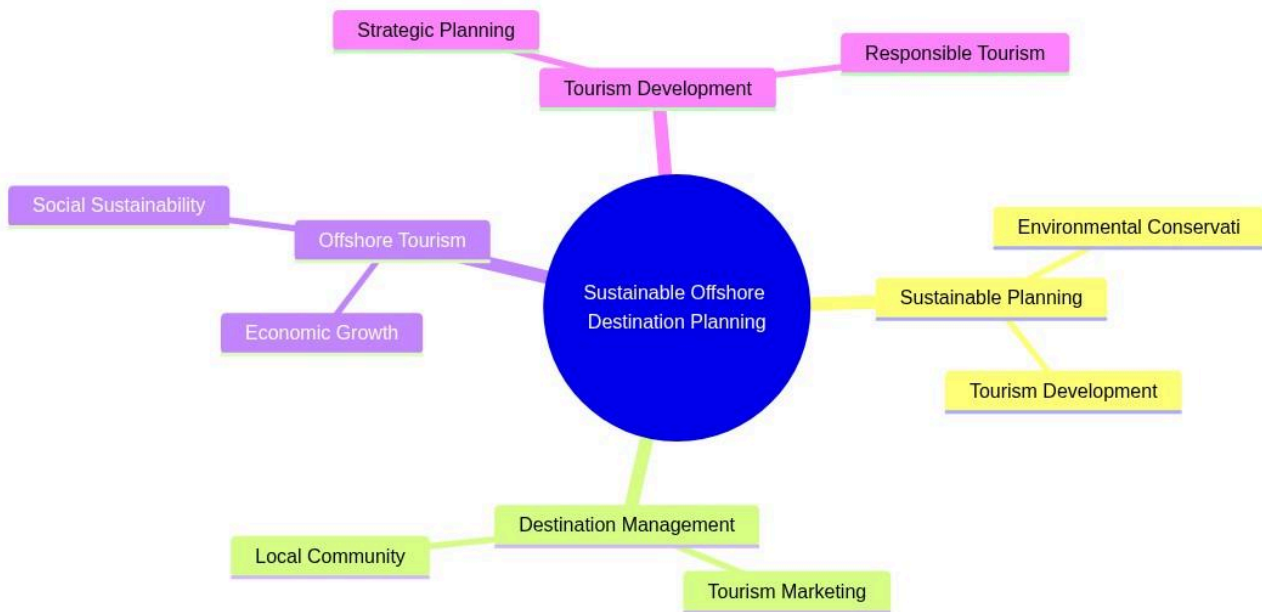 Strategic Planning
Responsible Tourism
Tourism Development
Social Sustainability
Offshore Tourism
Economic Growth
Sustainable Offshore
Destination Planning
Environmental Conservati
Sustainable Planning
Tourism Development
Destination Management
Local Community
Tourism Marketing